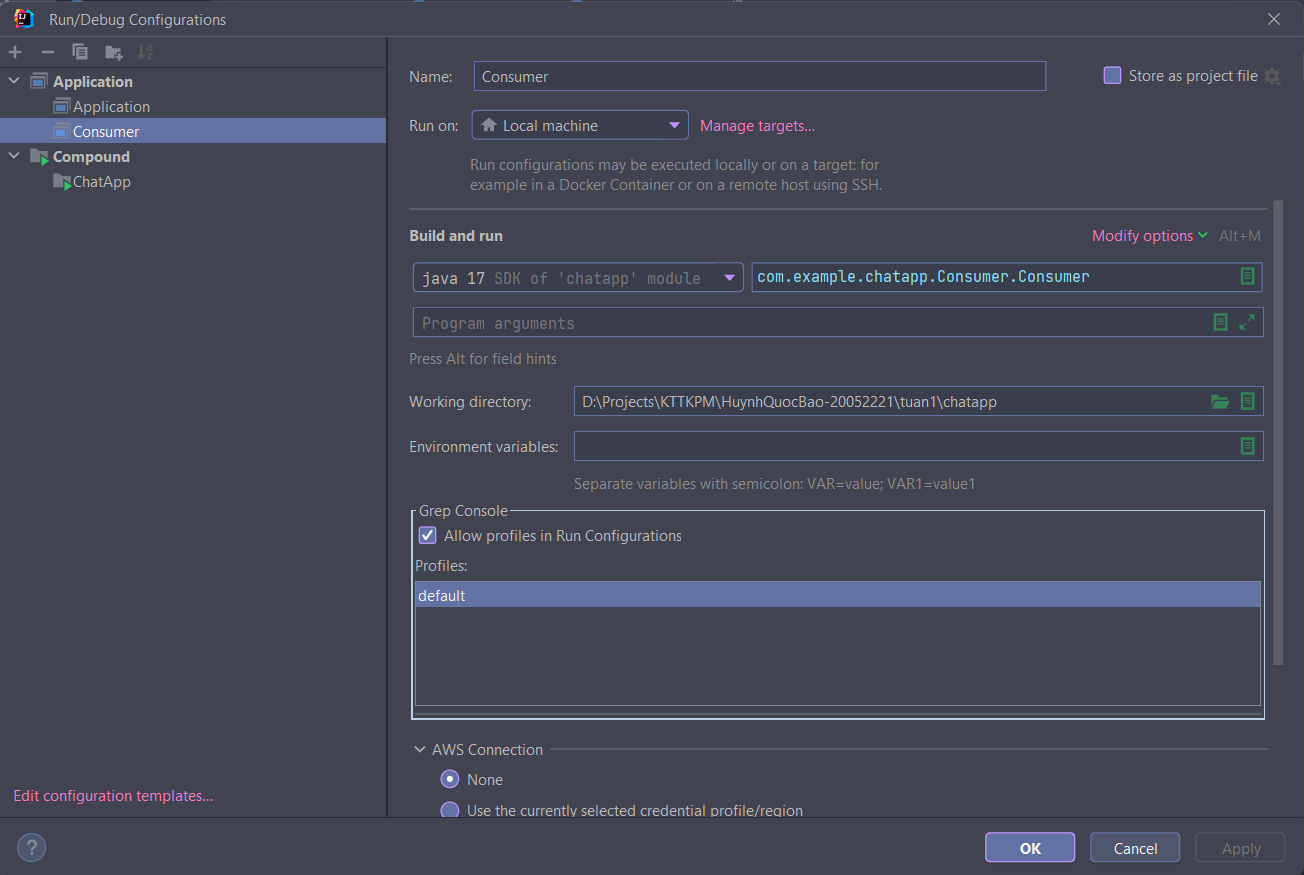 Run/Debug Configurations
Application
Application
Consumer
Compound
ChatApp
Edit configuration templates...
Name: Consumer
Store as project file
Run on: Local machine Manage targets...
Run configurations may be executed locally or on a target: for
example in a Docker Container or on a remote host using SSH.
Build and run
Modify options Alt+M
java 17 SDK of 'chatapp' module com.example.chatapp.Consumer.Consumer
Program arguments
Press Alt for field hints
Working directory: D:\Projects\KTTKPM\HuynhQuocBao-20052221\tuan1\chatapp
Environment variables:
Separate variables with semicolon: VAR=value; VAR1=value1
Grep Console
Allow profiles in Run Configurations
Profiles:
default
AWS Connection
None
Use the currently selected credential profile/region
?
OK Cancel Apply